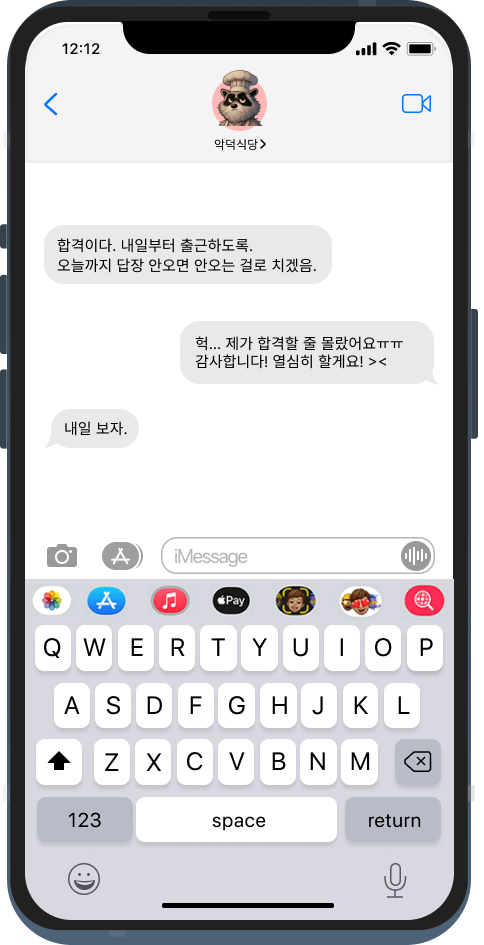 12:12
악덕식당
합격이다. 내일부터 출근하도록.
오늘까지 답장 안오면 안오는 걸로 치겠음.
헉... 제가 합격할 줄 몰랐어요ㅠㅠ
감사합니다! 열심히 할게요! ><
내일 보자.
iMessage
Pay
Q W E R T Y U I O P
A S D F G H J K L
Z X C V B N M
123 space return